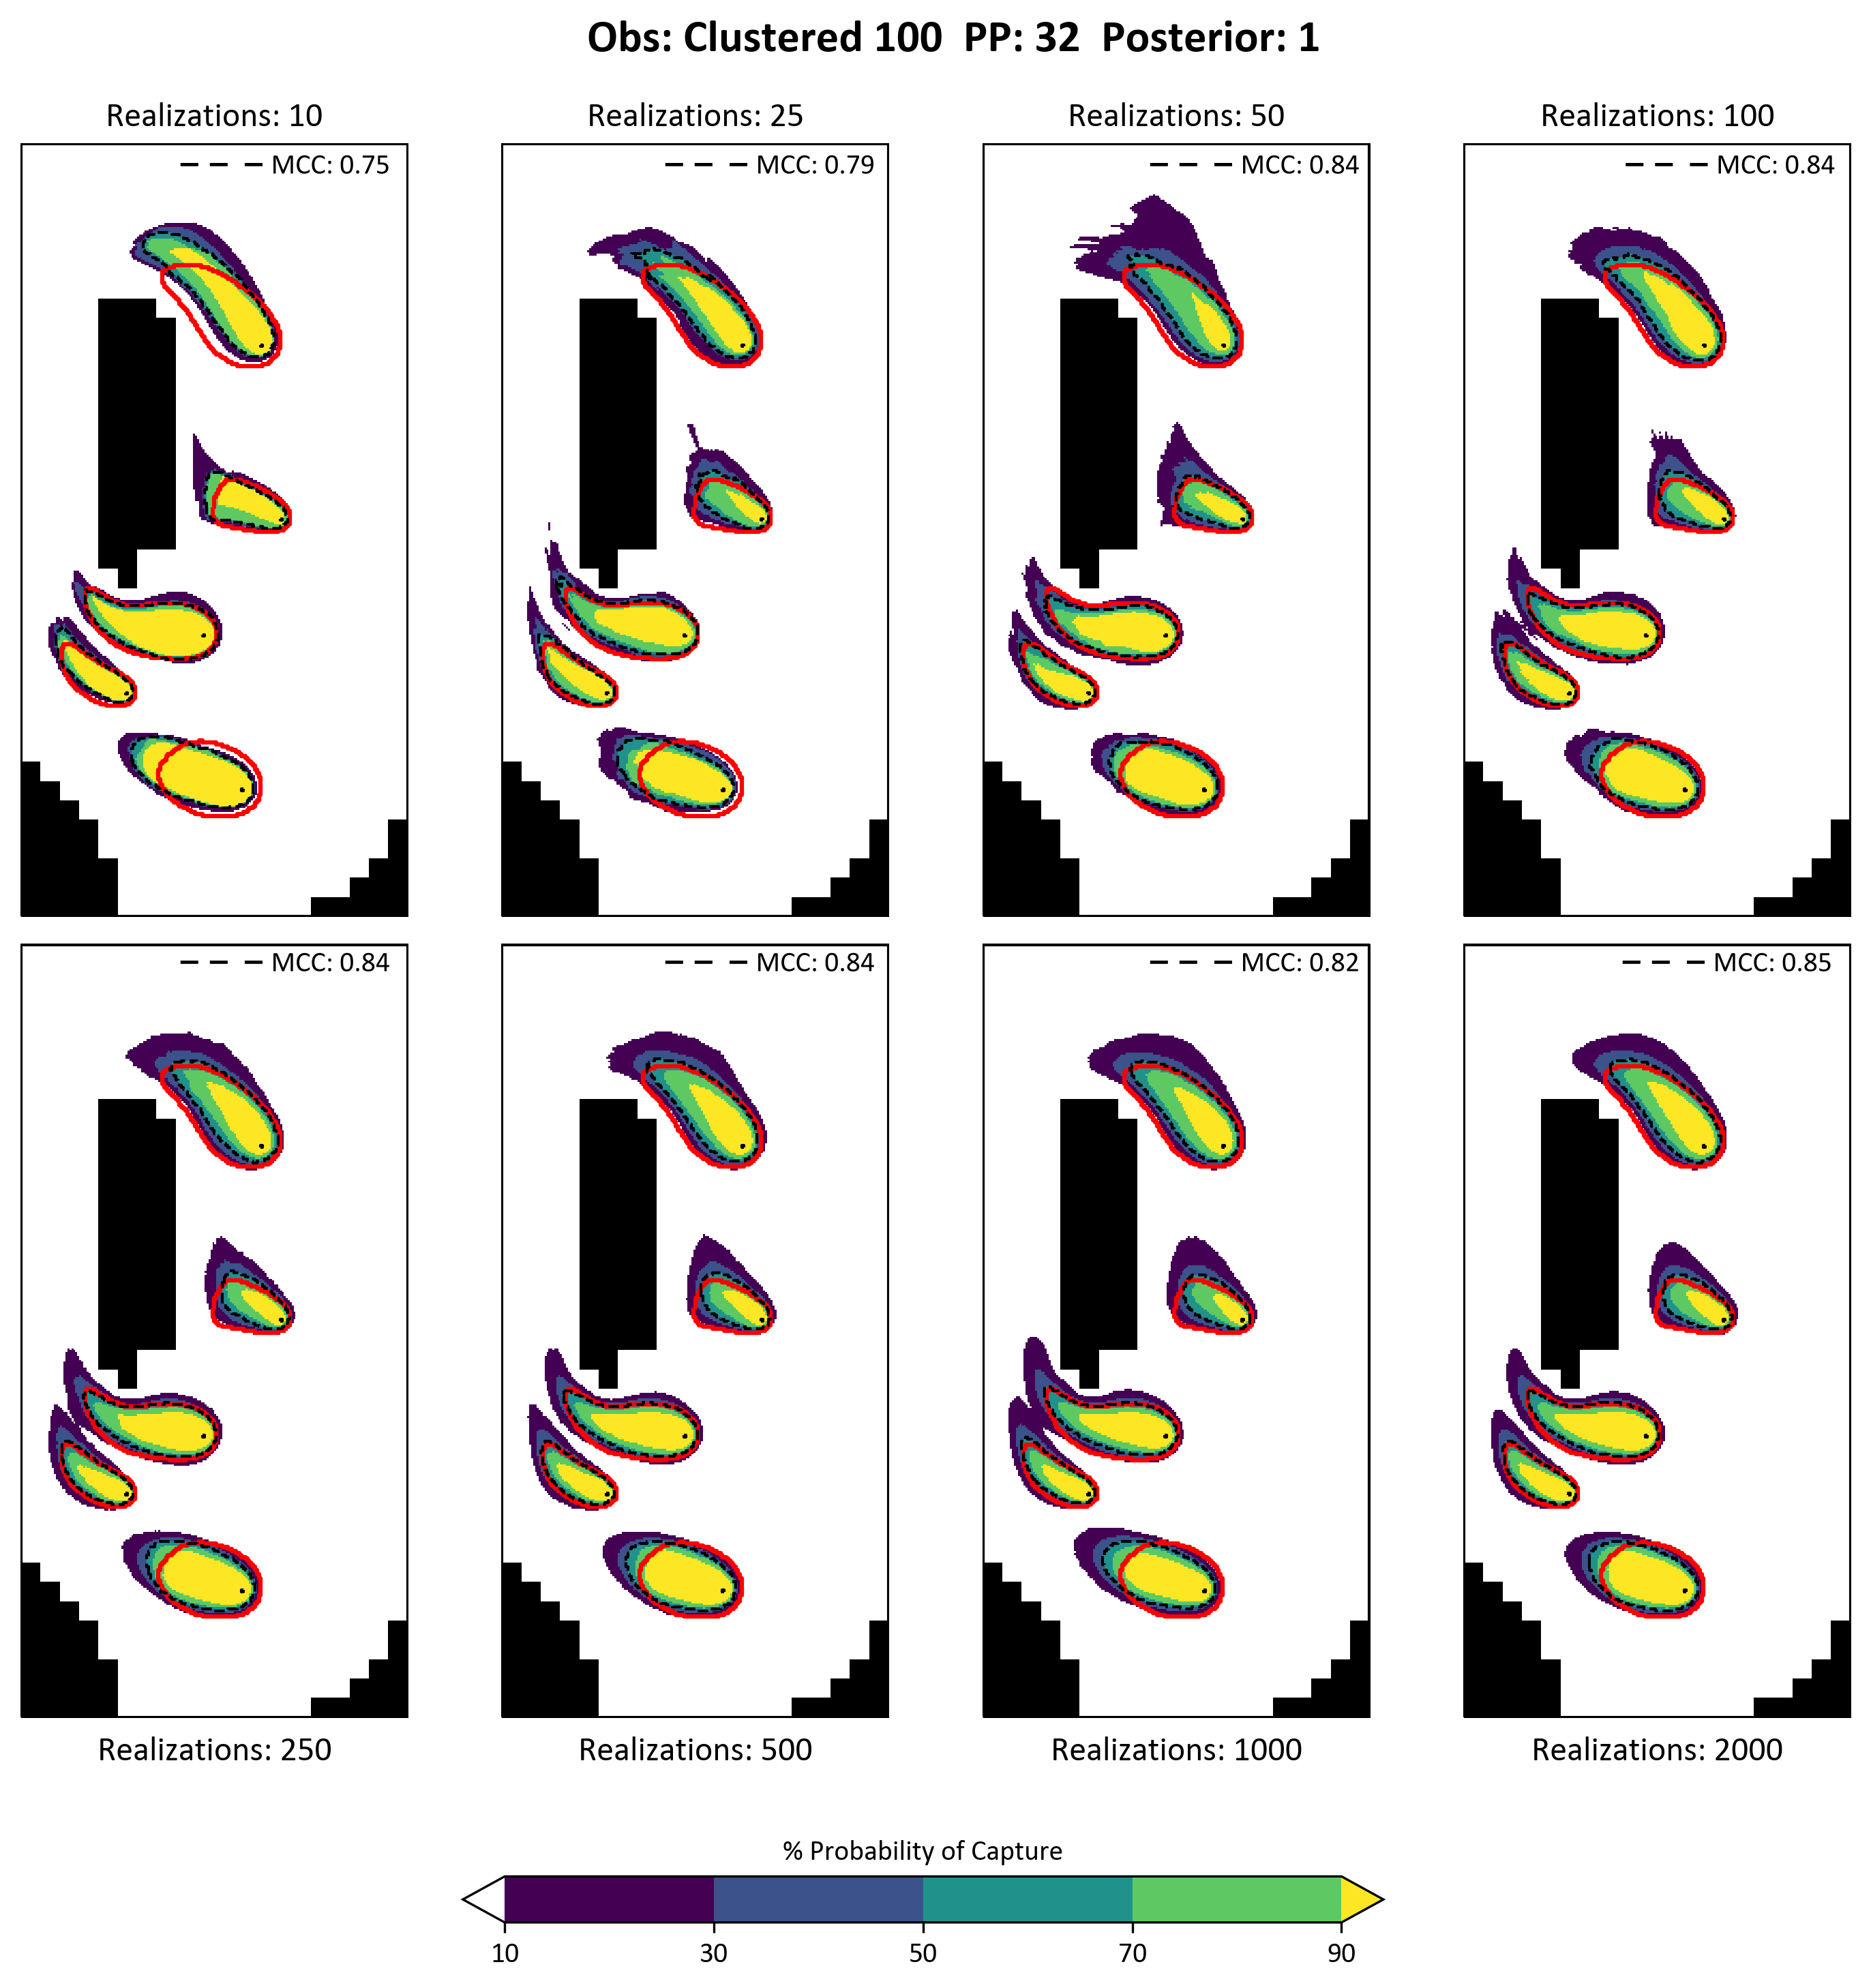 Obs: Clustered 100 PP: 32 Posterior: 1
Realizations: 10
Realizations: 25
Realizations: 50
Realizations: 100
MCC: 0.75
MCC: 0.79
MCC: 0.84
MCC: 0.84
MCC: 0.84
MCC: 0.84
MCC: 0.82
MCC: 0.85
Realizations: 250
Realizations: 500
Realizations: 1000
Realizations: 2000
% Probability of Capture
10 30 50 70 90